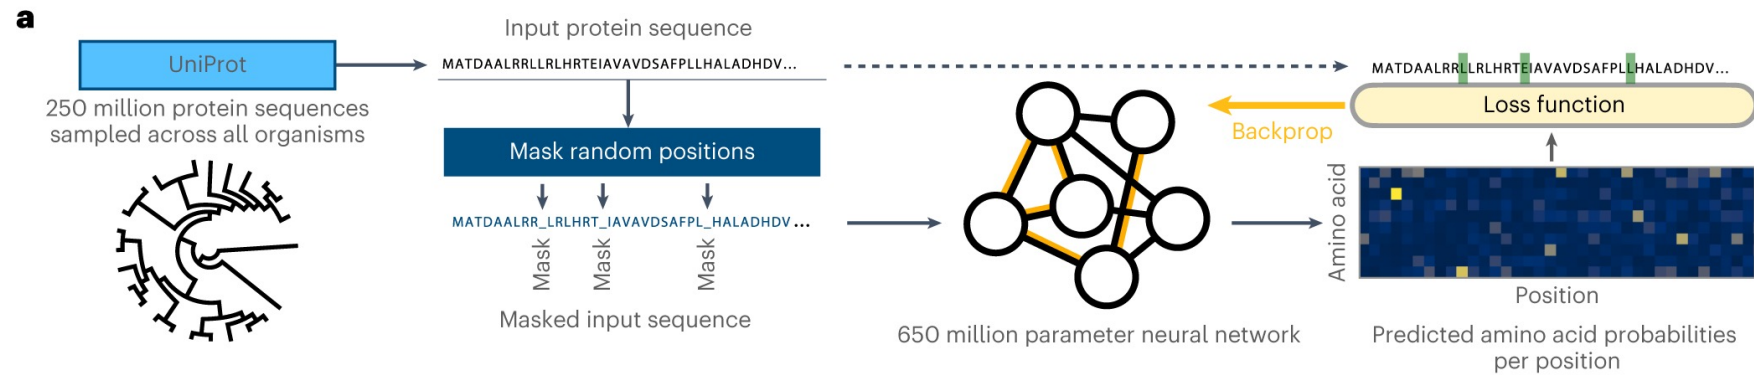 a
UniProt
250 million protein sequences
sampled across all organisms
Input protein sequence
MATDAALRRLLRLHRTEIAVAVDSAFPLLHALADHDV...
Mask random positions
MATDAALRR_LRLHRT_IAVAVDSAFPL_HALADHDV...
Mask
Mask
Mask
Masked input sequence
650 million parameter neural network
Backprop
MATDAALRRLLRLHRTEIAVAVDSAFPLLHALADHDV...
Loss function
Amino acid
Position
Predicted amino acid probabilities
per position